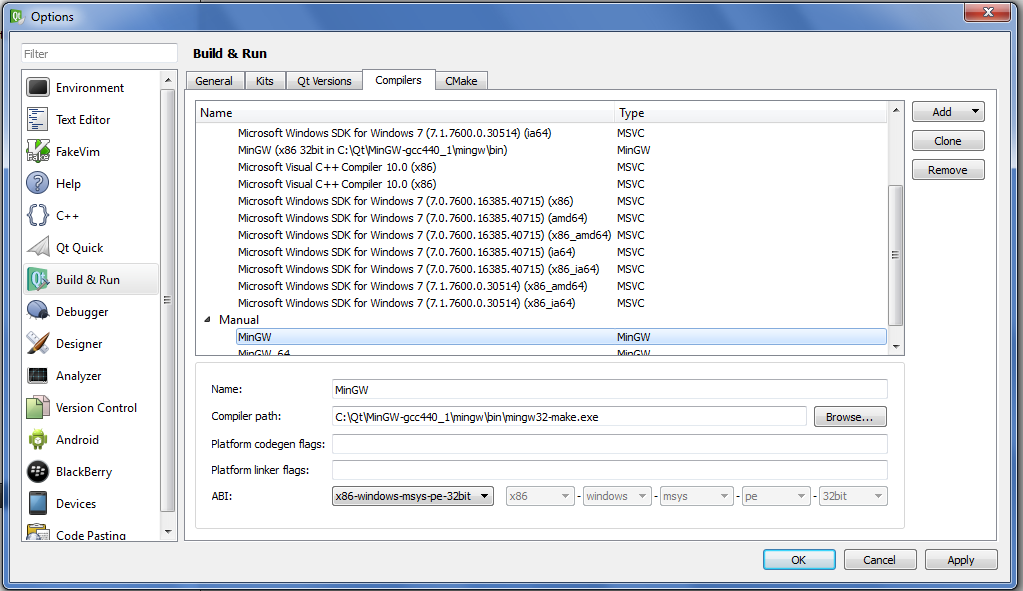 Options
Filter
Environment
Text Editor
FakeVim
Help
C++
Qt Quick
Build & Run
Debugger
Designer
Analyzer
Version Control
Android
BlackBerry
Devices
Code Pasting
Build & Run
General Kits Qt Versions Compilers CMake
Name Type
Microsoft Windows SDK for Windows 7 (7.1.7600.0.30514) (ia64) MSVC
MinGW (x86 32bit in C:\Qt\MinGW-gcc440_1\mingw\bin) MinGW
Microsoft Visual C++ Compiler 10.0 (x86) MSVC
Microsoft Visual C++ Compiler 10.0 (x86) MSVC
Microsoft Windows SDK for Windows 7 (7.0.7600.16385.40715) (x86) MSVC
Microsoft Windows SDK for Windows 7 (7.0.7600.16385.40715) (amd64) MSVC
Microsoft Windows SDK for Windows 7 (7.0.7600.16385.40715) (x86_amd64) MSVC
Microsoft Windows SDK for Windows 7 (7.0.7600.16385.40715) (ia64) MSVC
Microsoft Windows SDK for Windows 7 (7.0.7600.16385.40715) (x86_ia64) MSVC
Microsoft Windows SDK for Windows 7 (7.0.7600.16385.40715) (x86_amd64) MSVC
Microsoft Windows SDK for Windows 7 (7.0.7600.16385.40715) (x86_ia64) MSVC
Manual
MinGW MinGW
MinGW_64 MinGW
Add
Clone
Remove
Name: MinGW
Compiler path: C:\Qt\MinGW-gcc440_1\mingw\bin\mingw32-make.exe Browse...
Platform codegen flags:
Platform linker flags:
ABI: x86-windows-msys-pe-32bit x86 - windows - msys - pe - 32bit
OK Cancel Apply